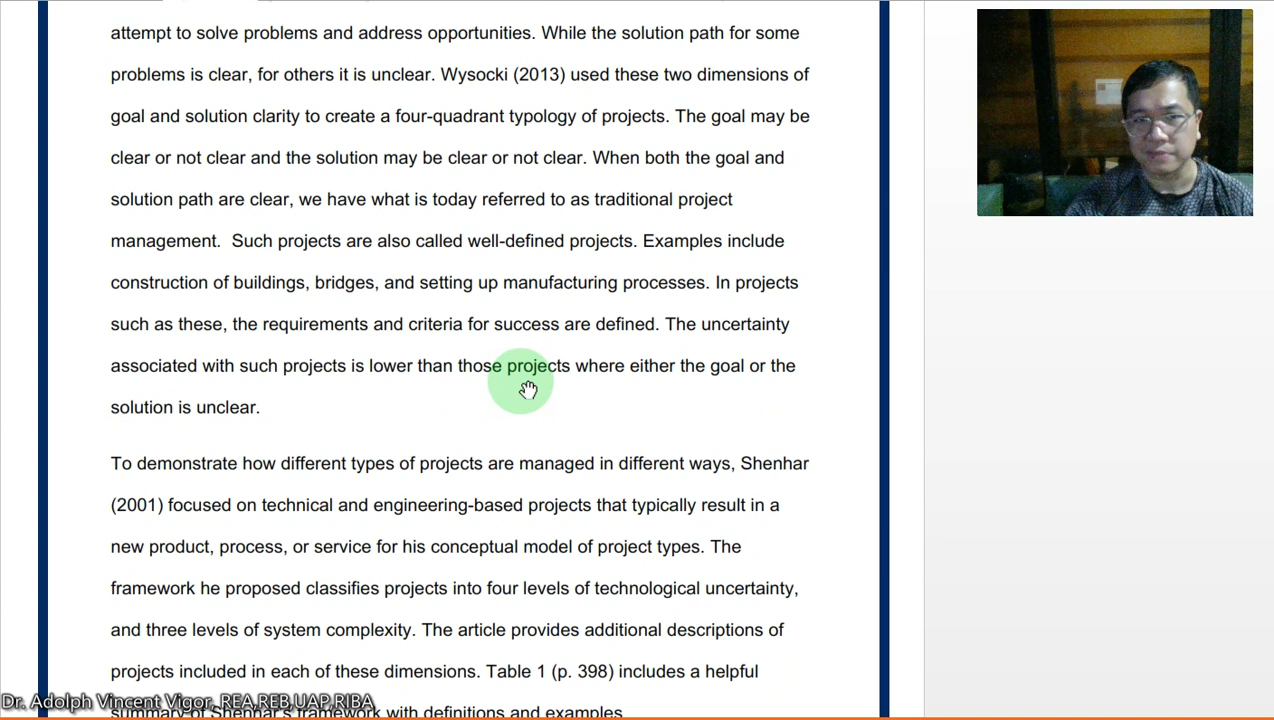 attempt to solve problems and address opportunities. While the solution path for some
problems is clear, for others it is unclear. Wysocki (2013) used these two dimensions of
goal and solution clarity to create a four-quadrant typology of projects. The goal may be
clear or not clear and the solution may be clear or not clear. When both the goal and
solution path are clear, we have what is today referred to as traditional project
management.  Such projects are also called well-defined projects. Examples include
construction of buildings, bridges, and setting up manufacturing processes. In projects
such as these, the requirements and criteria for success are defined. The uncertainty
associated with such projects is lower than those projects where either the goal or the
solution is unclear.
To demonstrate how different types of projects are managed in different ways, Shenhar
(2001) focused on technical and engineering-based projects that typically result in a
new product, process, or service for his conceptual model of project types. The
framework he proposed classifies projects into four levels of technological uncertainty,
and three levels of system complexity. The article provides additional descriptions of
projects included in each of these dimensions. Table 1 (p. 398) includes a helpful
summary of Shenhar's framework with definitions and examples
Dr. Adolph Vincent Vigor, REA,REB,UAP,RIBA